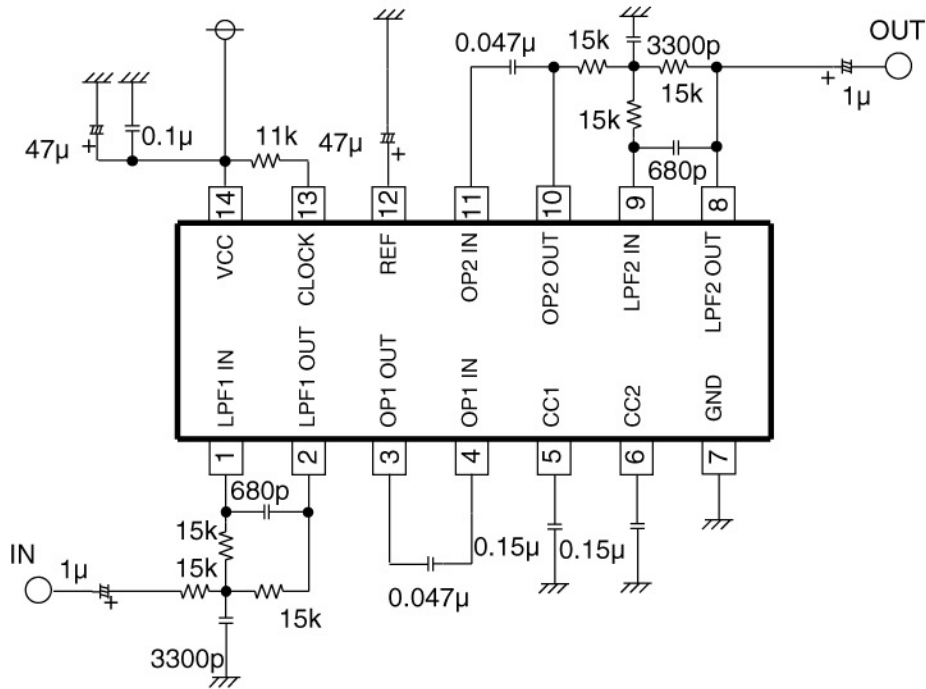 OUT
0.047µ
15k
3300p
+
1µ
15k
15k
680p
47µ
+
0.1µ
11k
47µ
+
14
13
12
11
10
9
8
VCC
CLOCK
REF
OP2 IN
OP2 OUT
LPF2 IN
LPF2 OUT
LPF1 IN
LPF1 OUT
OP1 OUT
OP1 IN
CC1
CC2
GND
1
2
3
4
5
6
7
680p
15k
IN
1µ
+
15k
15k
3300p
0.047µ
0.15µ
0.15µ